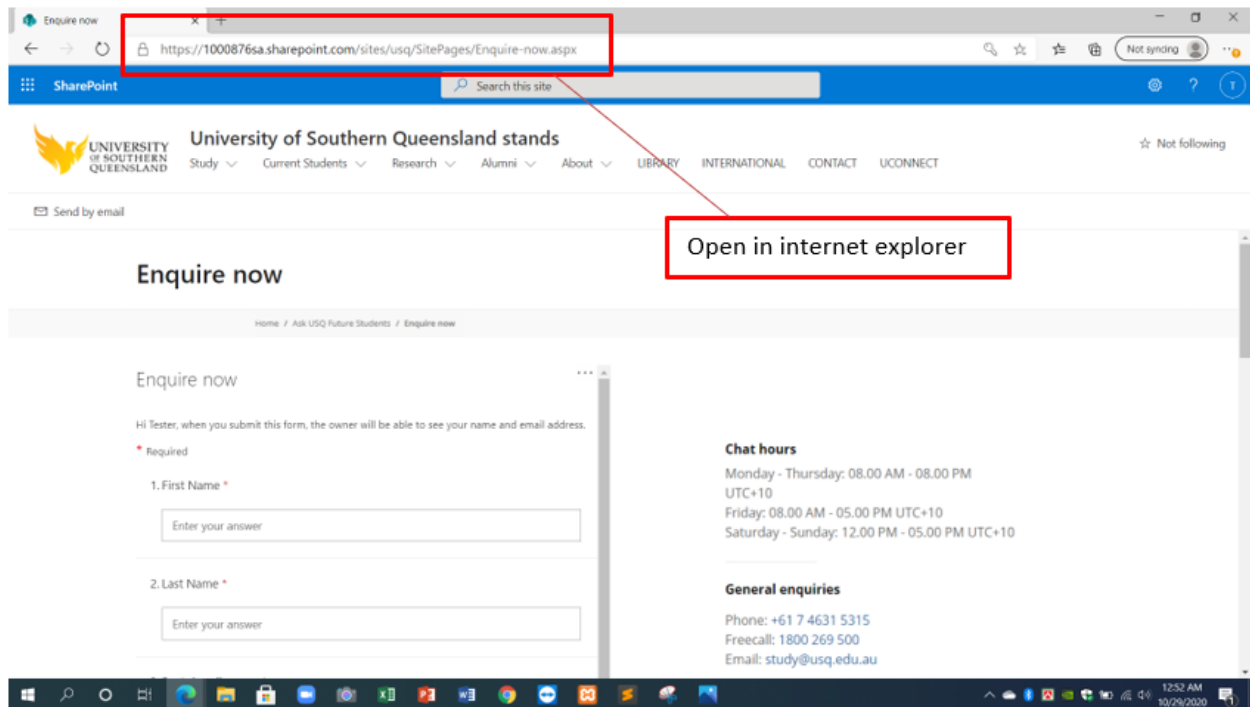 Enquire now
https://1000876sa.sharepoint.com/sites/usq/SitePages/Enquire-now.aspx
Not syncing
SharePoint
Search this site
?
T
UNIVERSITY
OF SOUTHERN
QUEENSLAND
University of Southern Queensland stands
Not following
Study
Current Students
Research
Alumni
About
LIBRARY
INTERNATIONAL
CONTACT
UCONNECT
Send by email
Open in internet explorer
Enquire now
Home / Ask USQ Future Students / Enquire now
Enquire now
Hi Tester, when you submit this form, the owner will be able to see your name and email address.
* Required
1. First Name *
Enter your answer
2. Last Name *
Enter your answer
Chat hours
Monday - Thursday: 08.00 AM - 08.00 PM
UTC+10
Friday: 08.00 AM - 05.00 PM UTC+10
Saturday - Sunday: 12.00 PM - 05.00 PM UTC+10
General enquiries
Phone: +61 7 4631 5315
Freecall: 1800 269 500
Email: study@usq.edu.au
12:52 AM
10/29/2020